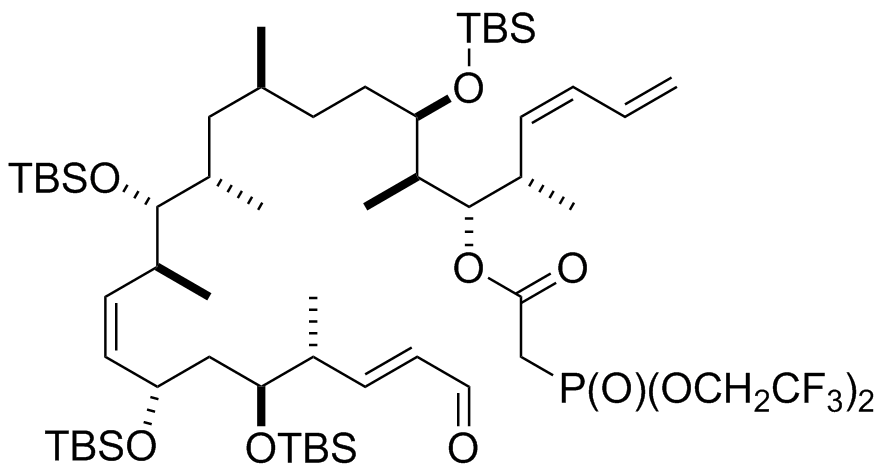 TBS
O
TBSO
O
O
P(O)(OCH₂CF₃)₂
TBSO
OTBS
O